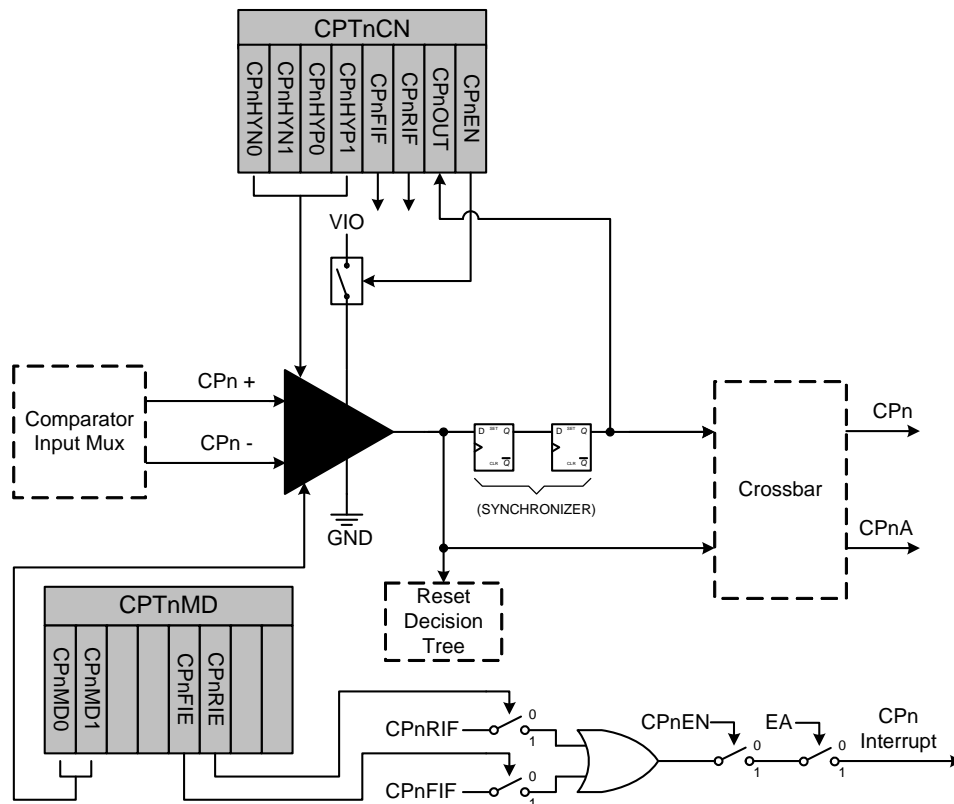 CPTnCN
CPnHYN0
CPnHYN1
CPnHYP0
CPnHYP1
CPnFIF
CPnRIF
CPnOUT
CPnEN
VIO
Comparator
Input Mux
CPn +
CPn -
GND
D SET Q
CLR Q
D SET Q
CLR Q
(SYNCHRONIZER)
Crossbar
CPn
CPnA
Reset
Decision
Tree
CPTnMD
CPnMD0
CPnMD1
CPnFIE
CPnRIE
CPnRIF
0
1
CPnFIF
0
1
CPnEN
0
1
EA
0
1
CPn
Interrupt